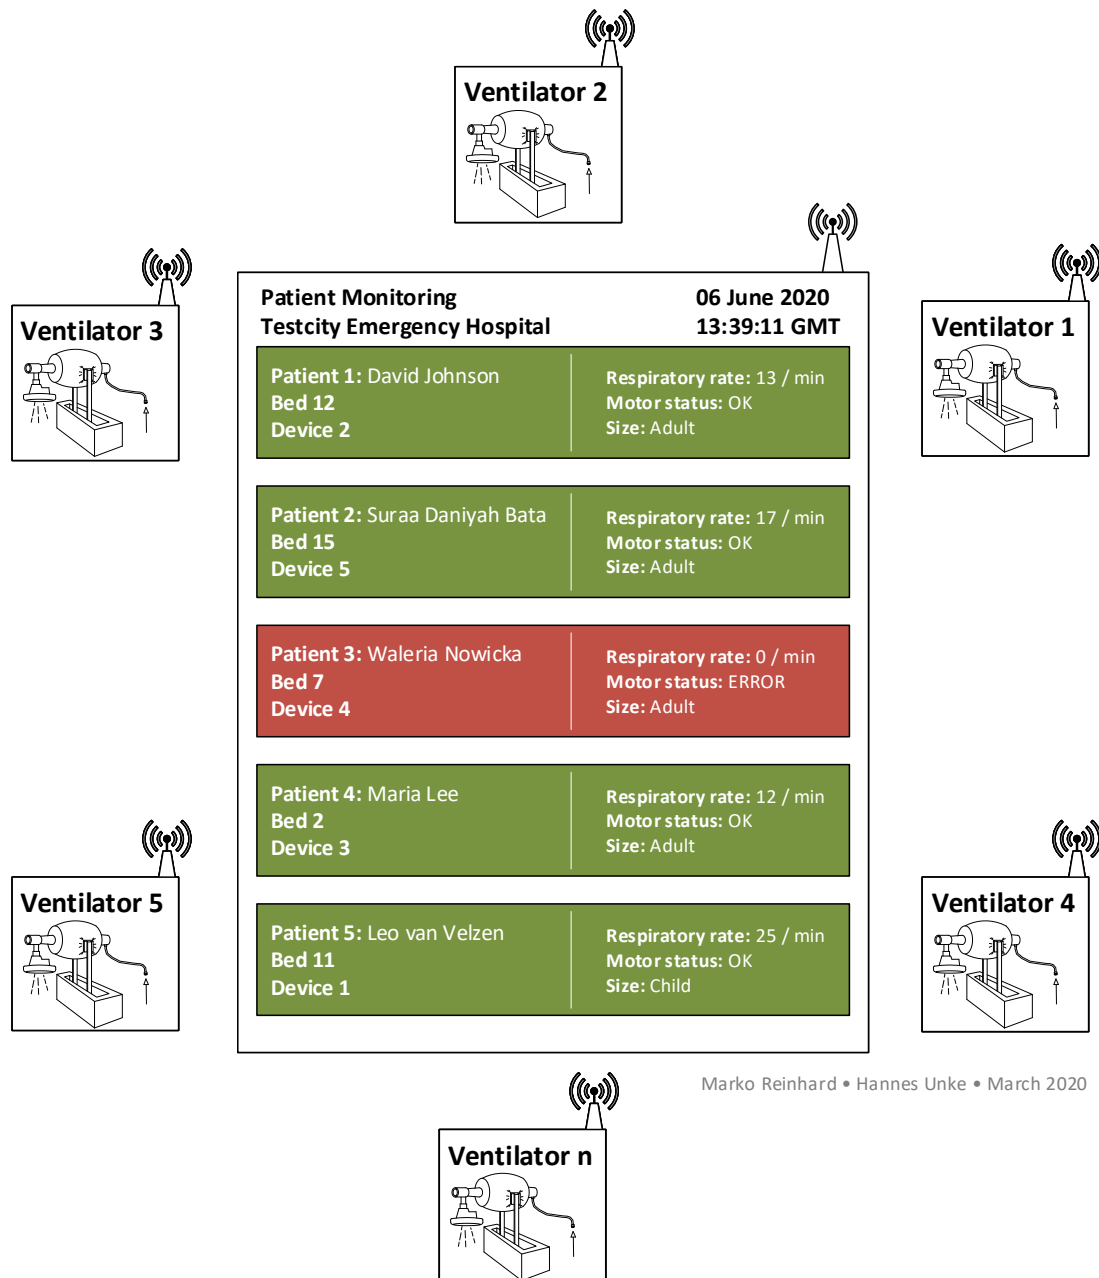 Ventilator 2
Ventilator 3
Ventilator 1
Patient Monitoring
Testcity Emergency Hospital
06 June 2020
13:39:11 GMT
Patient 1: David Johnson
Bed 12
Device 2
Respiratory rate: 13 / min
Motor status: OK
Size: Adult
Patient 2: Suraa Daniyah Bata
Bed 15
Device 5
Respiratory rate: 17 / min
Motor status: OK
Size: Adult
Patient 3: Waleria Nowicka
Bed 7
Device 4
Respiratory rate: 0 / min
Motor status: ERROR
Size: Adult
Patient 4: Maria Lee
Bed 2
Device 3
Respiratory rate: 12 / min
Motor status: OK
Size: Adult
Patient 5: Leo van Velzen
Bed 11
Device 1
Respiratory rate: 25 / min
Motor status: OK
Size: Child
Ventilator 5
Ventilator 4
Marko Reinhard • Hannes Unke • March 2020
Ventilator n